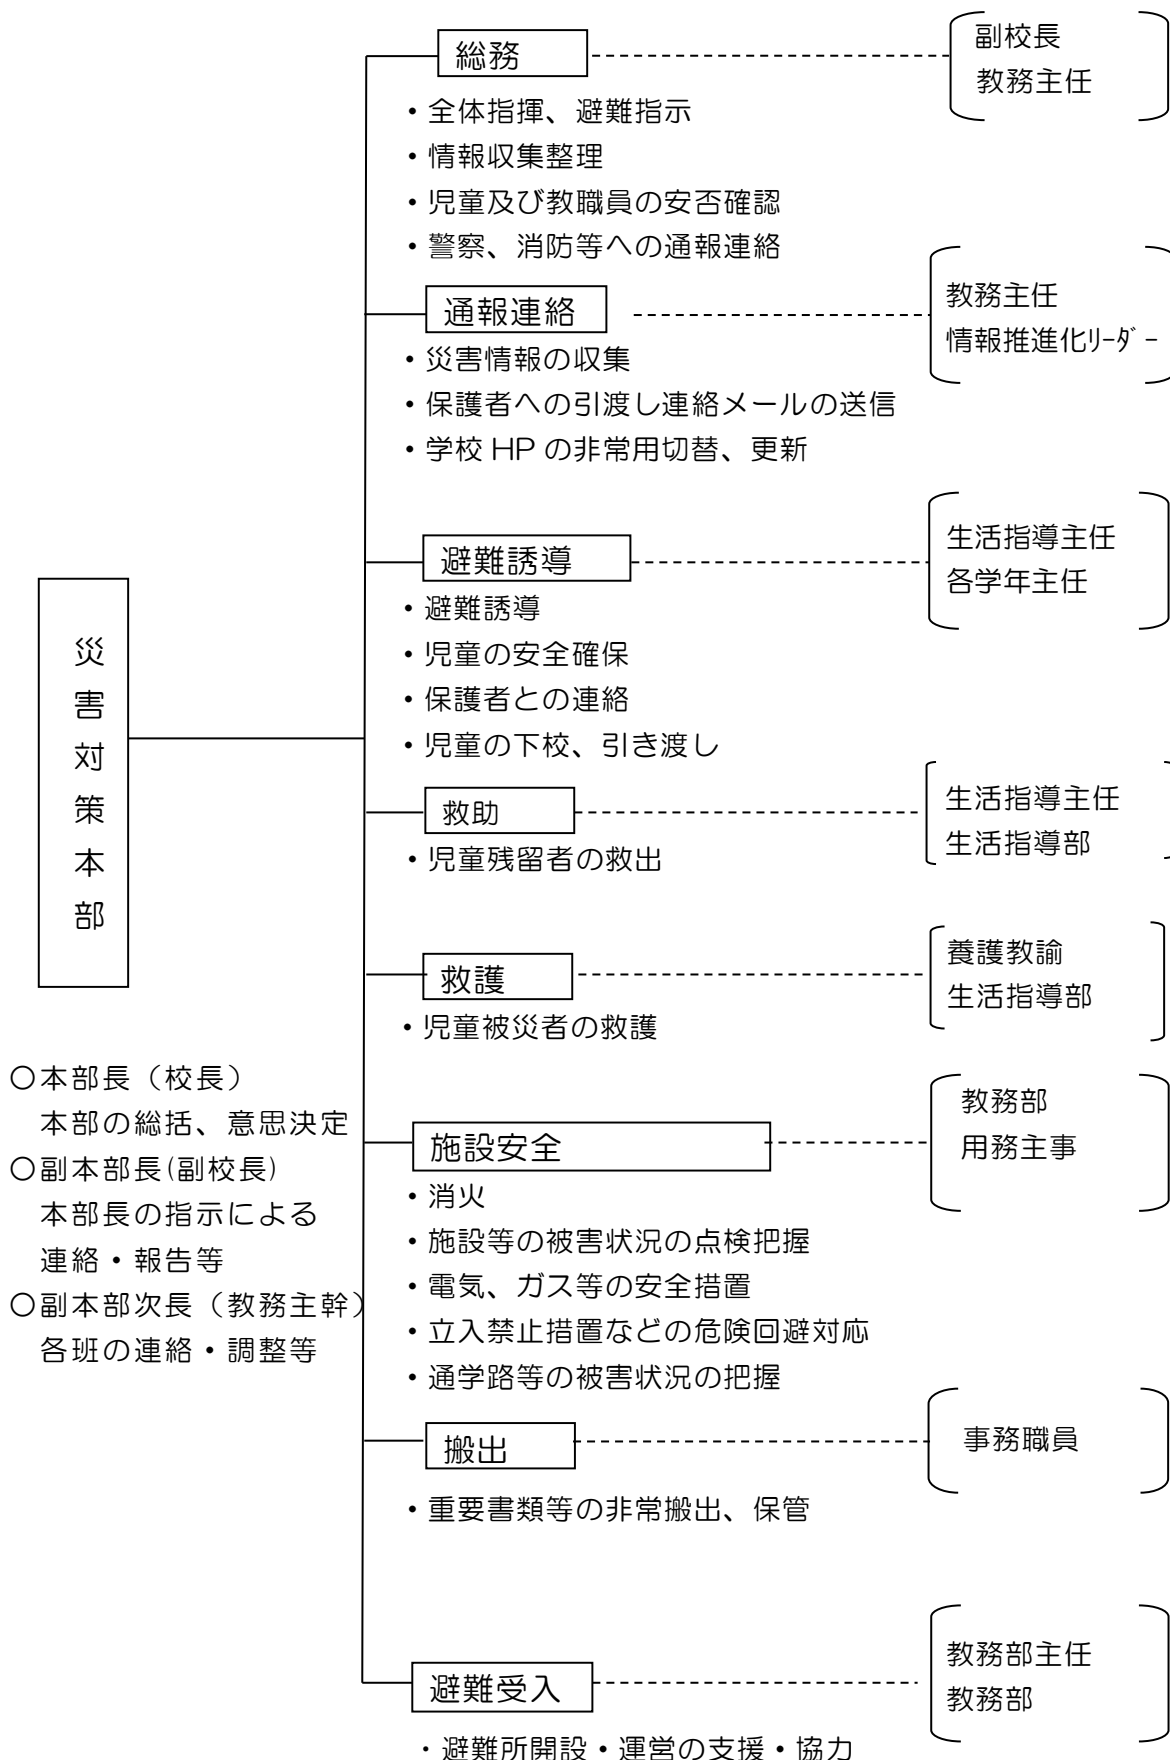 総務
副校長
教務主任
・全体指揮、避難指示
・情報収集整理
・児童及び教職員の安否確認
・警察、消防等への通報連絡
通報連絡
教務主任
情報推進化ﾘｰﾀﾞｰ
・災害情報の収集
・保護者への引渡し連絡メールの送信
・学校 HP の非常用切替、更新
避難誘導
生活指導主任
各学年主任
・避難誘導
・児童の安全確保
・保護者との連絡
・児童の下校、引き渡し
災害対策本部
救助
生活指導主任
生活指導部
・児童残留者の救出
救護
養護教諭
生活指導部
・児童被災者の救護
〇本部長（校長）
本部の総括、意思決定
〇副本部長(副校長)
本部長の指示による
連絡・報告等
〇副本部次長（教務主幹）
各班の連絡・調整等
施設安全
教務部
用務主事
・消火
・施設等の被害状況の点検把握
・電気、ガス等の安全措置
・立入禁止措置などの危険回避対応
・通学路等の被害状況の把握
搬出
事務職員
・重要書類等の非常搬出、保管
避難受入
教務部主任
教務部
・避難所開設・運営の支援・協力